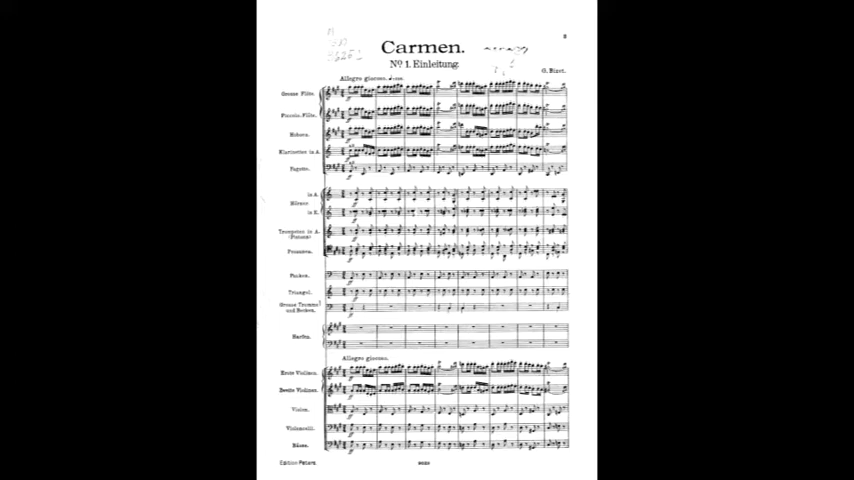 Carmen.
Nº 1. Einleitung.
G. Bizet.
Allegro giocoso.
Grosse Flöte.
Piccolo-Flöte.
Hoboen.
Klarinetten in A.
Fagotte.
in A.
Hörner
in E.
Trompeten in A.
(Pistons)
Posaunen.
Pauken.
Triangel.
Grosse Trommel
und Becken.
Harfen.
Allegro giocoso.
Erste Violinen.
Zweite Violinen.
Violen.
Violoncelli.
Bässe.
Edition Peters.